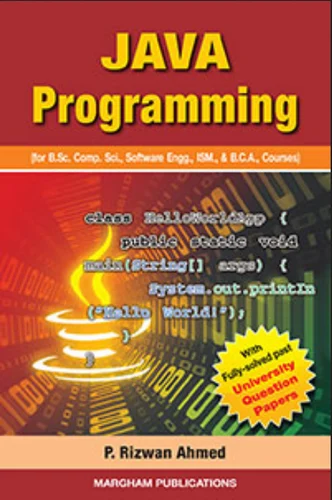 JAVA
Programming
(for B.Sc. Comp. Sci., Software Engg., ISM., & B.C.A., Courses)
class HelloWorldApp {
public static void
main(String[] args) {
System.out.println
("Hello World!");
}
}
With
Fully-solved past
University
Question
Papers
P. Rizwan Ahmed
MARGHAM PUBLICATIONS